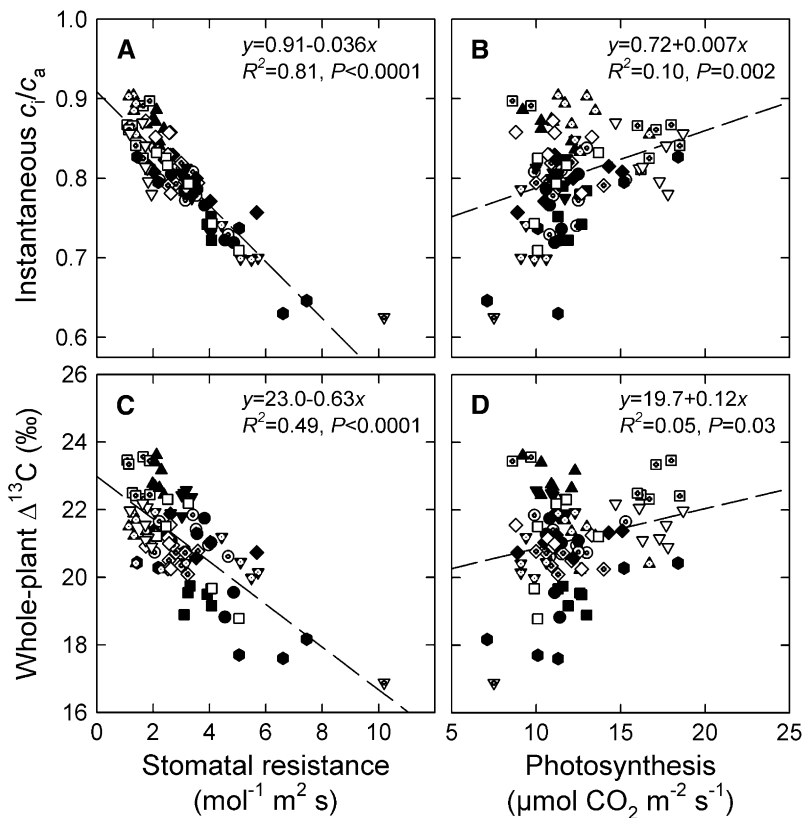 A
y=0.91-0.036x
R²=0.81, P<0.0001
B
y=0.72+0.007x
R²=0.10, P=0.002
1.0
0.9
0.8
0.7
0.6
Instantaneous ci/ca
C
y=23.0-0.63x
R²=0.49, P<0.0001
D
y=19.7+0.12x
R²=0.05, P=0.03
26
24
22
20
18
16
Whole-plant Δ¹³C (‰)
0 2 4 6 8 10
5 10 15 20 25
Stomatal resistance
(mol⁻¹ m² s)
Photosynthesis
(µmol CO₂ m⁻² s⁻¹)